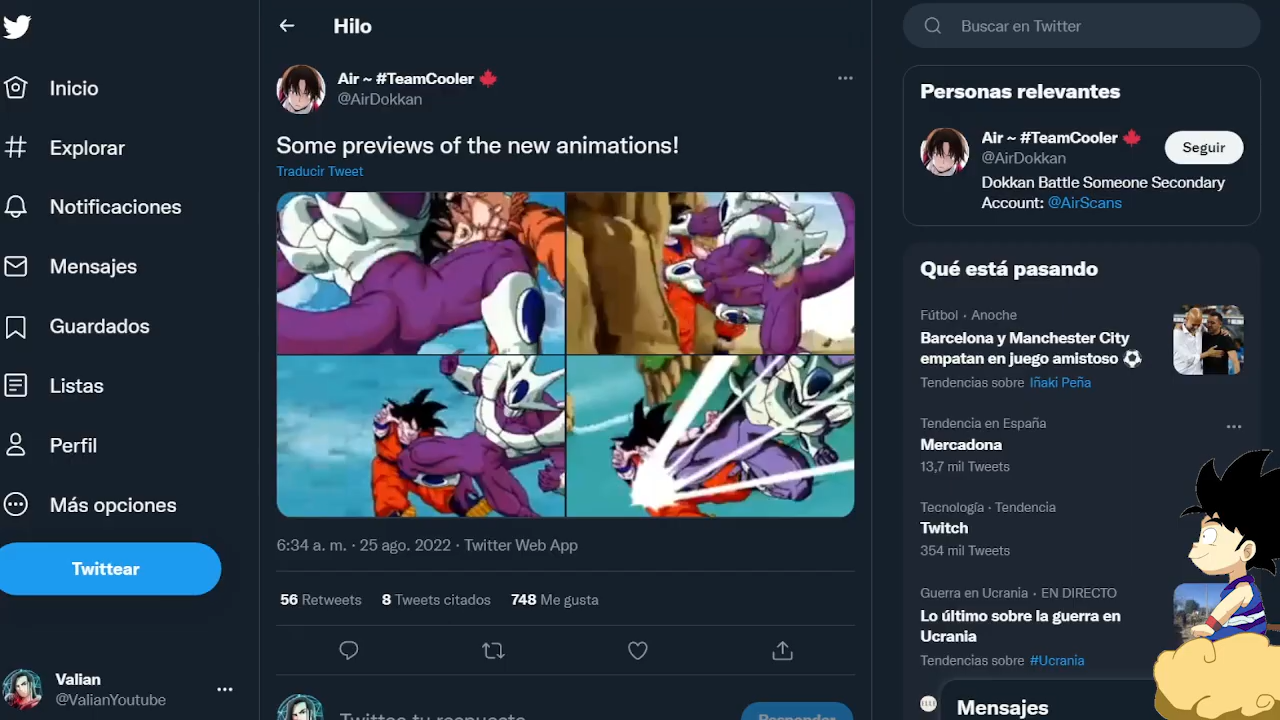 Inicio
Explorar
Notificaciones
Mensajes
Guardados
Listas
Perfil
Más opciones
Twittear
Valian
@ValianYoutube
Hilo
Air ~ #TeamCooler 🍁
@AirDokkan
Some previews of the new animations!
Traducir Tweet
6:34 a. m. · 25 ago. 2022 · Twitter Web App
56 Retweets 8 Tweets citados 748 Me gusta
Twittea tu respuesta
Responder
Buscar en Twitter
Personas relevantes
Air ~ #TeamCooler 🍁
@AirDokkan
Seguir
Dokkan Battle Someone Secondary
Account: @AirScans
Qué está pasando
Fútbol · Anoche
Barcelona y Manchester City
empatan en juego amistoso ⚽
Tendencias sobre Iñaki Peña
Tendencia en España
Mercadona
13,7 mil Tweets
Tecnología · Tendencia
Twitch
354 mil Tweets
Guerra en Ucrania · EN DIRECTO
Lo último sobre la guerra en
Ucrania
Tendencias sobre #Ucrania
Mensajes